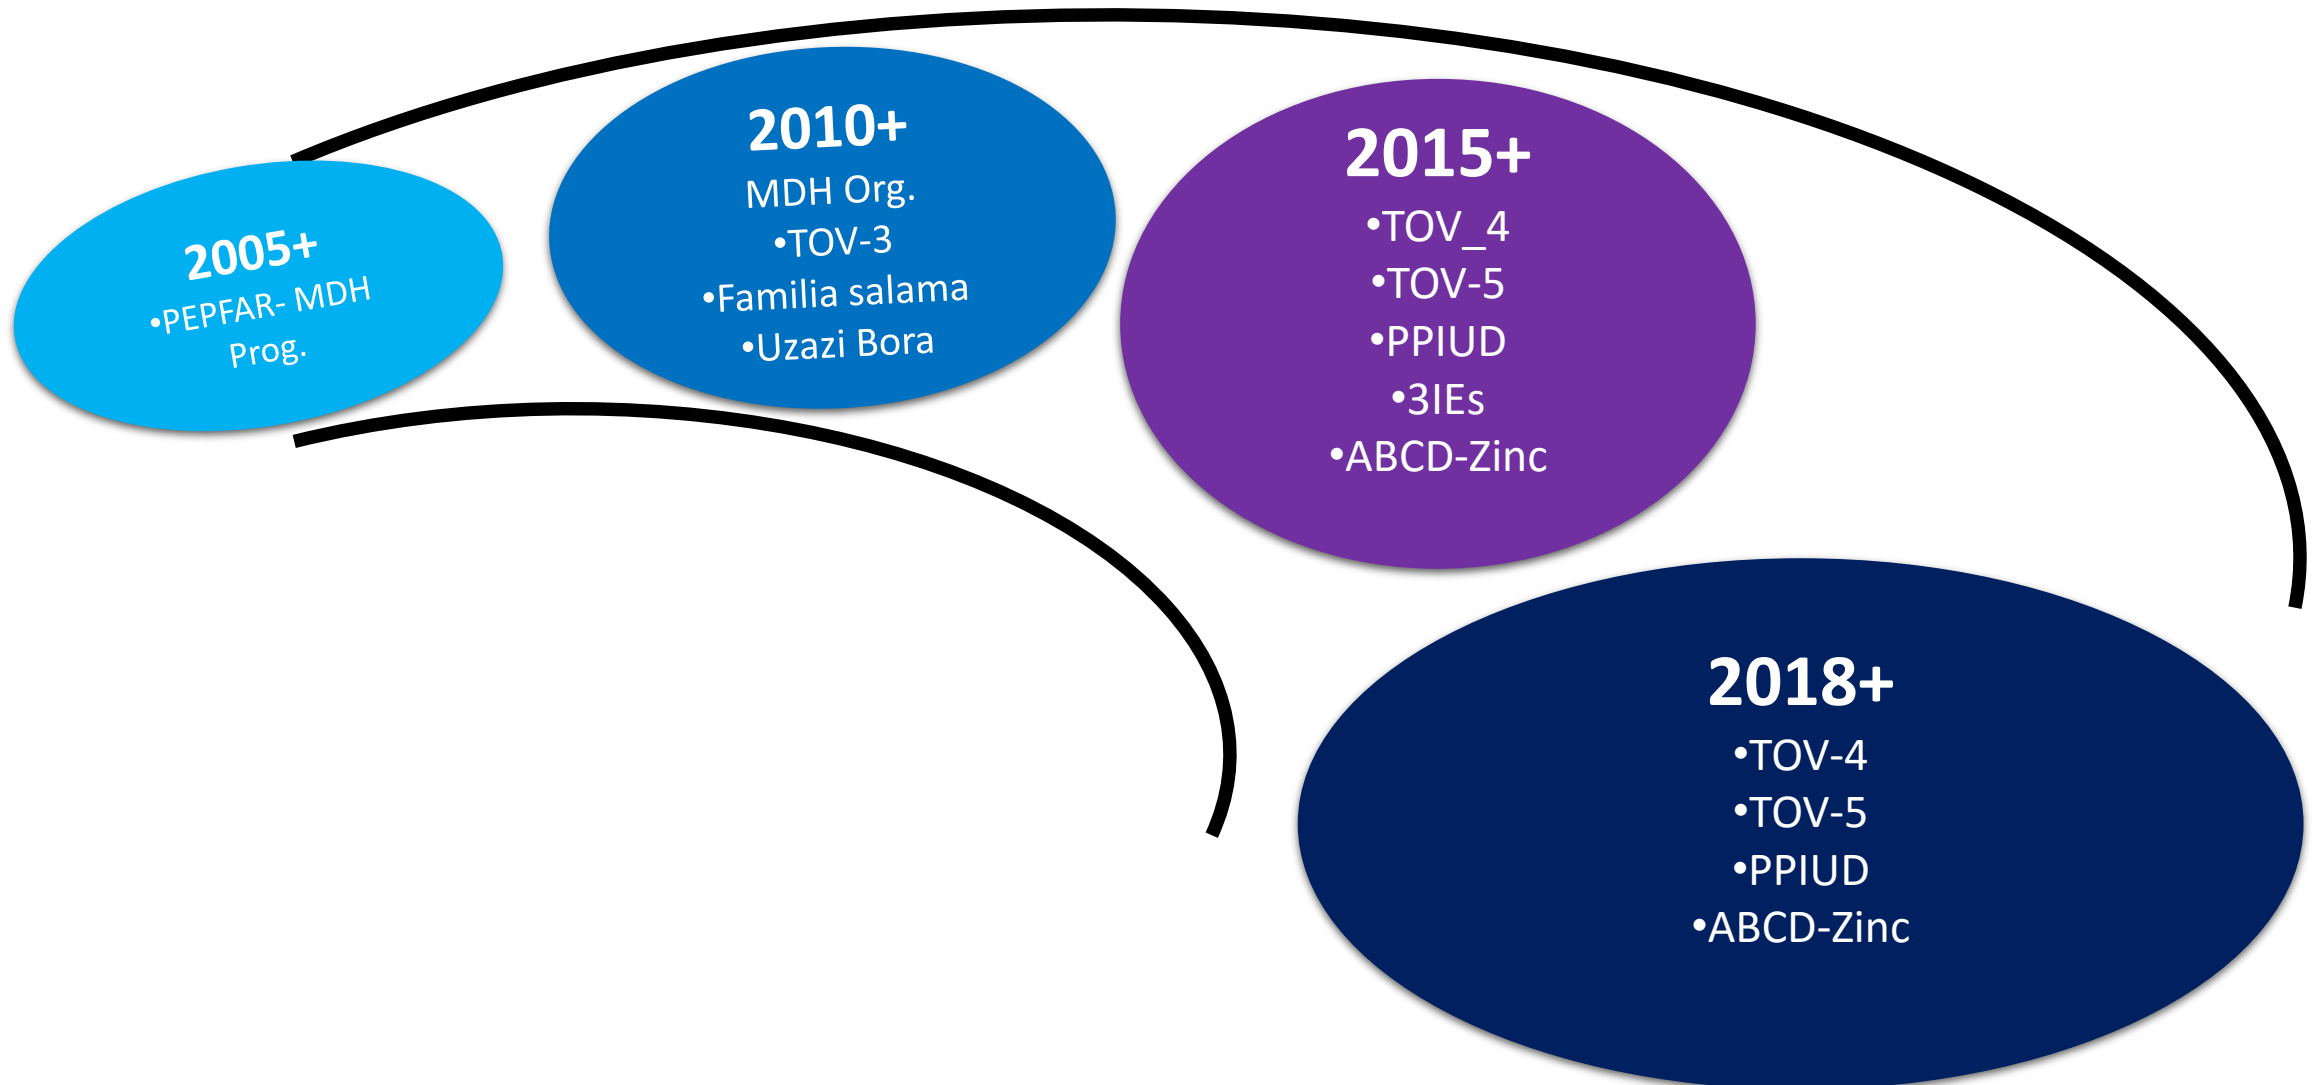 2005+
•PEPFAR- MDH
Prog.
2010+
MDH Org.
•TOV-3
•Familia salama
•Uzazi Bora
2015+
•TOV_4
•TOV-5
•PPIUD
•3IEs
•ABCD-Zinc
2018+
•TOV-4
•TOV-5
•PPIUD
•ABCD-Zinc